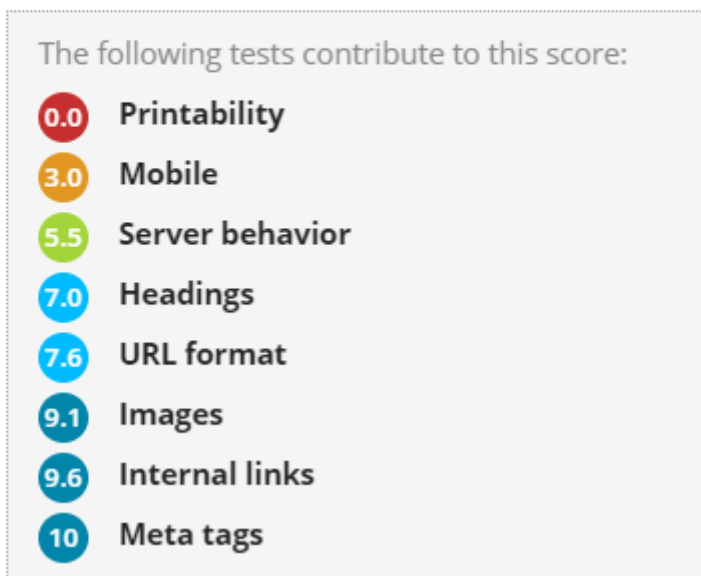 The following tests contribute to this score:
0.0 Printability
3.0 Mobile
5.5 Server behavior
7.0 Headings
7.6 URL format
9.1 Images
9.6 Internal links
10 Meta tags